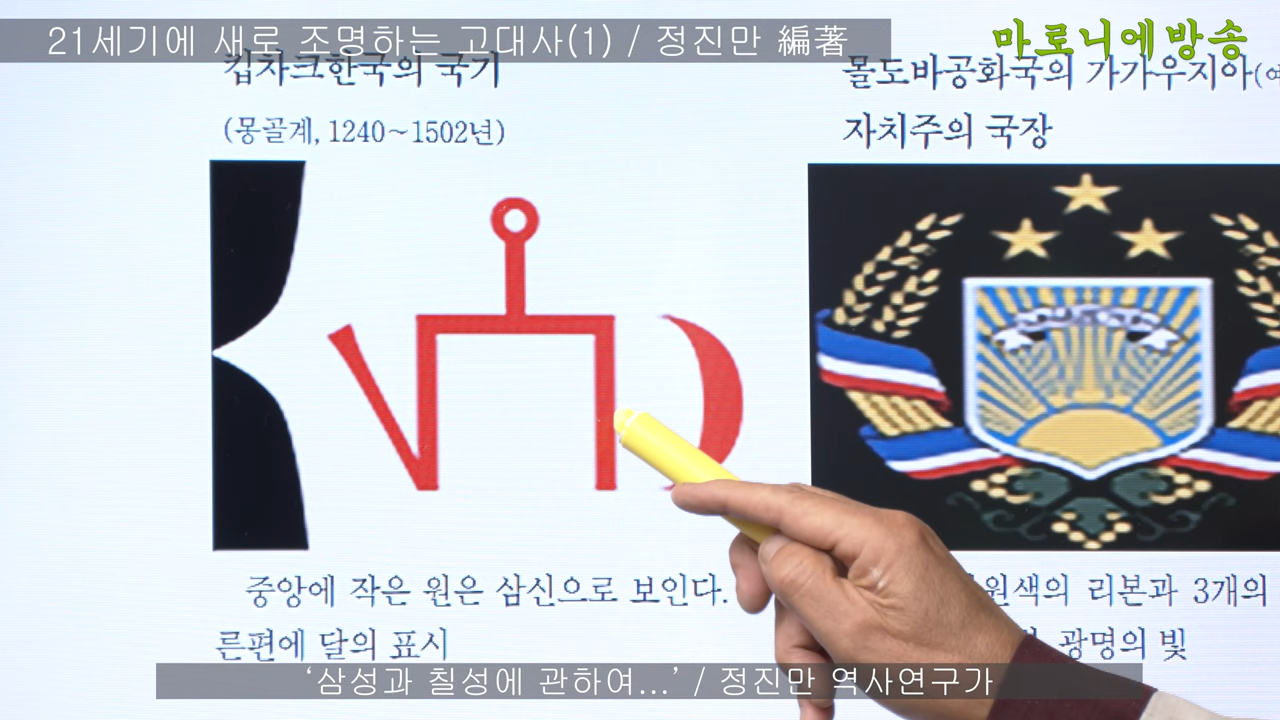 21세기에 새로 조명하는 고대사(1) / 정진만 編著
마로니에방송
킵차크한국의 국기
(몽골계, 1240~1502년)
몰도바공화국의 가가우지아
자치주의 국장
중앙에 작은 원은 삼신으로 보인다.
른편에 달의 표시
원색의 리본과 3개의
광명의 빛
‘삼성과 칠성에 관하여...’ / 정진만 역사연구가